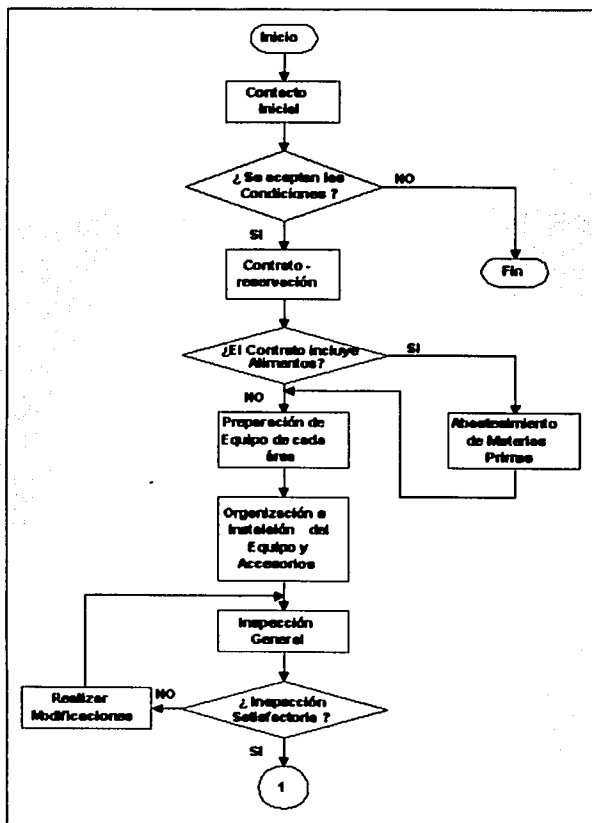 Inicio
Contacto
Inicial
¿ Se aceptan las
Condiciones ?
NO
SI
Contrato -
reservación
Fin
¿El Contrato incluye
Alimentos?
SI
NO
Preparación de
Equipo de cada
área
Abastecimiento
de Materias
Primas
Organización e
Instalción del
Equipo y
Accesorios
Inspección
General
Realizar
Modificaciones
NO
¿ Inspección
Satisfactoria ?
SI
1